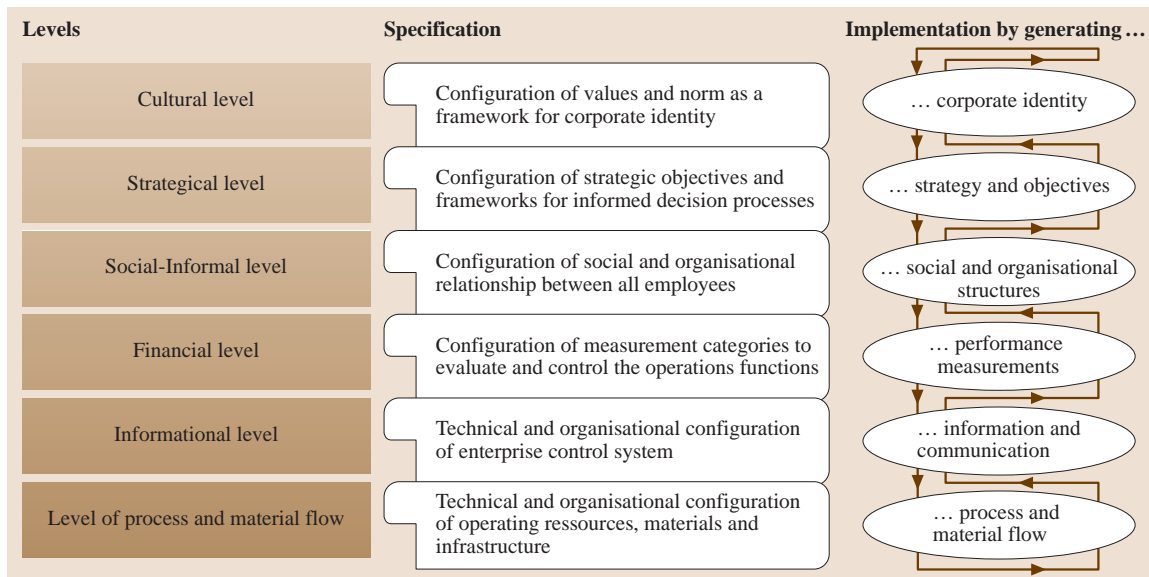 Levels
Specification
Implementation by generating …
Cultural level
Configuration of values and norm as a
framework for corporate identity
… corporate identity
Strategical level
Configuration of strategic objectives and
frameworks for informed decision processes
… strategy and objectives
Social-Informal level
Configuration of social and organisational
relationship between all employees
… social and organisational
structures
Financial level
Configuration of measurement categories to
evaluate and control the operations functions
… performance
measurements
Informational level
Technical and organisational configuration
of enterprise control system
… information and
communication
Level of process and material flow
Technical and organisational configuration
of operating ressources, materials and
infrastructure
… process and
material flow